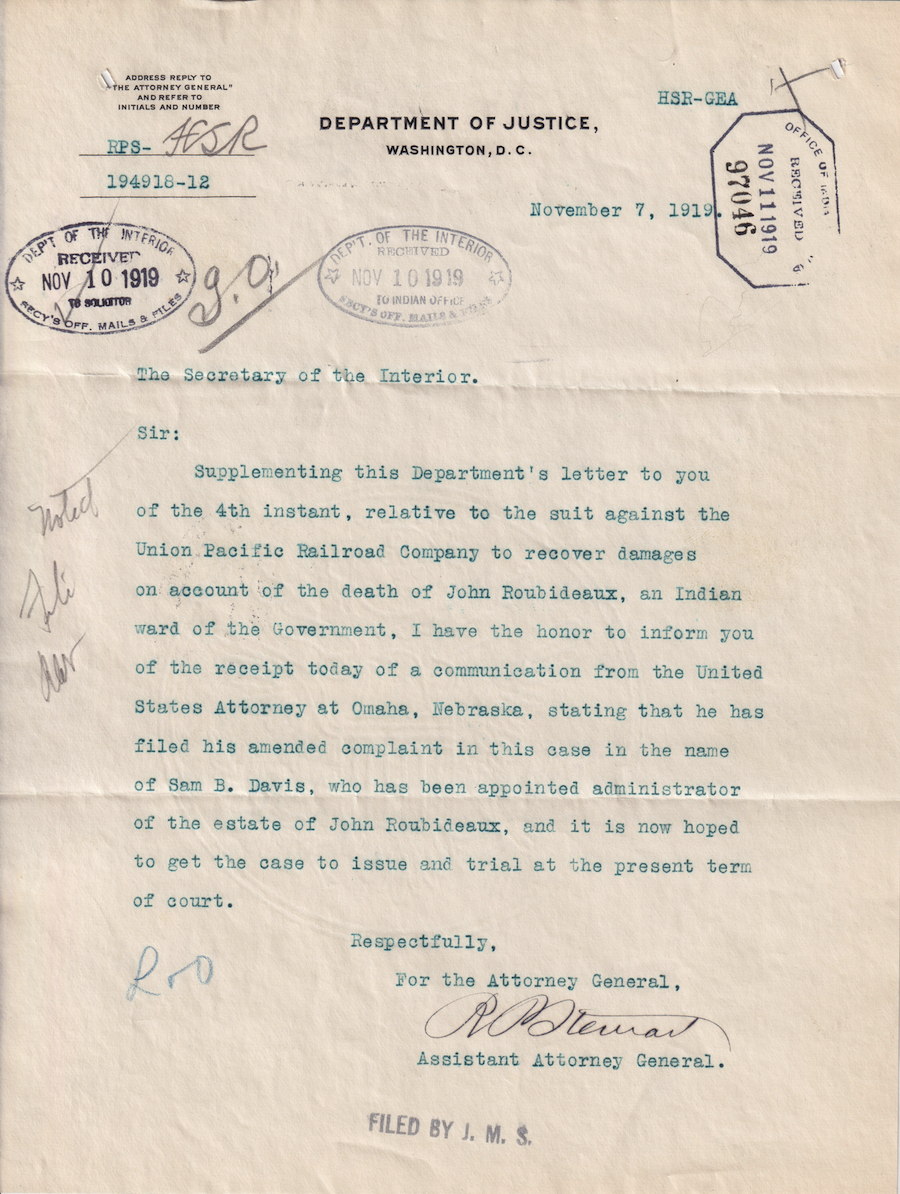 ADDRESS REPLY TO
"THE ATTORNEY GENERAL"
AND REFER TO
INITIALS AND NUMBER
RPS- HSR
194918-12
HSR-GEA
DEPARTMENT OF JUSTICE,
WASHINGTON, D. C.
November 7, 1919.
OFFICE OF
RECEIVED
NOV 11 1919
97046
DEP'T OF THE INTERIOR
RECEIVED
NOV 10 1919
TO SOLICITOR
SECY'S OFF. MAILS & FILES
DEP'T. OF THE INTERIOR
RECEIVED
NOV 10 1919
TO INDIAN OFFICE
SECY'S OFF. MAILS & FILES
The Secretary of the Interior.
Sir:
Supplementing this Department's letter to you
of the 4th instant, relative to the suit against the
Union Pacific Railroad Company to recover damages
on account of the death of John Roubideaux, an Indian
ward of the Government, I have the honor to inform you
of the receipt today of a communication from the United
States Attorney at Omaha, Nebraska, stating that he has
filed his amended complaint in this case in the name
of Sam B. Davis, who has been appointed administrator
of the estate of John Roubideaux, and it is now hoped
to get the case to issue and trial at the present term
of court.
Noted
Respectfully,
For the Attorney General,
R P Stewart
Assistant Attorney General.
FILED BY J. M. S.